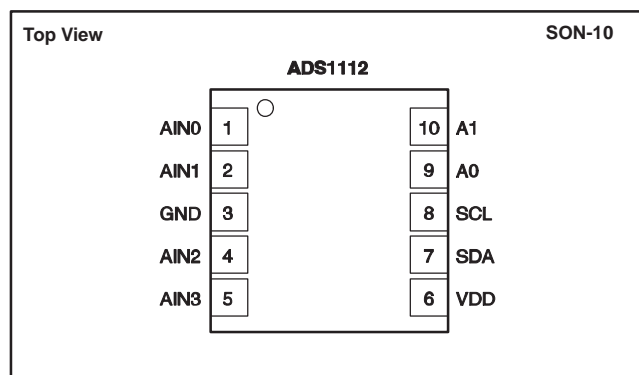 Top View SON-10
ADS1112
AIN0 1 10 A1
AIN1 2 9 A0
GND 3 8 SCL
AIN2 4 7 SDA
AIN3 5 6 VDD